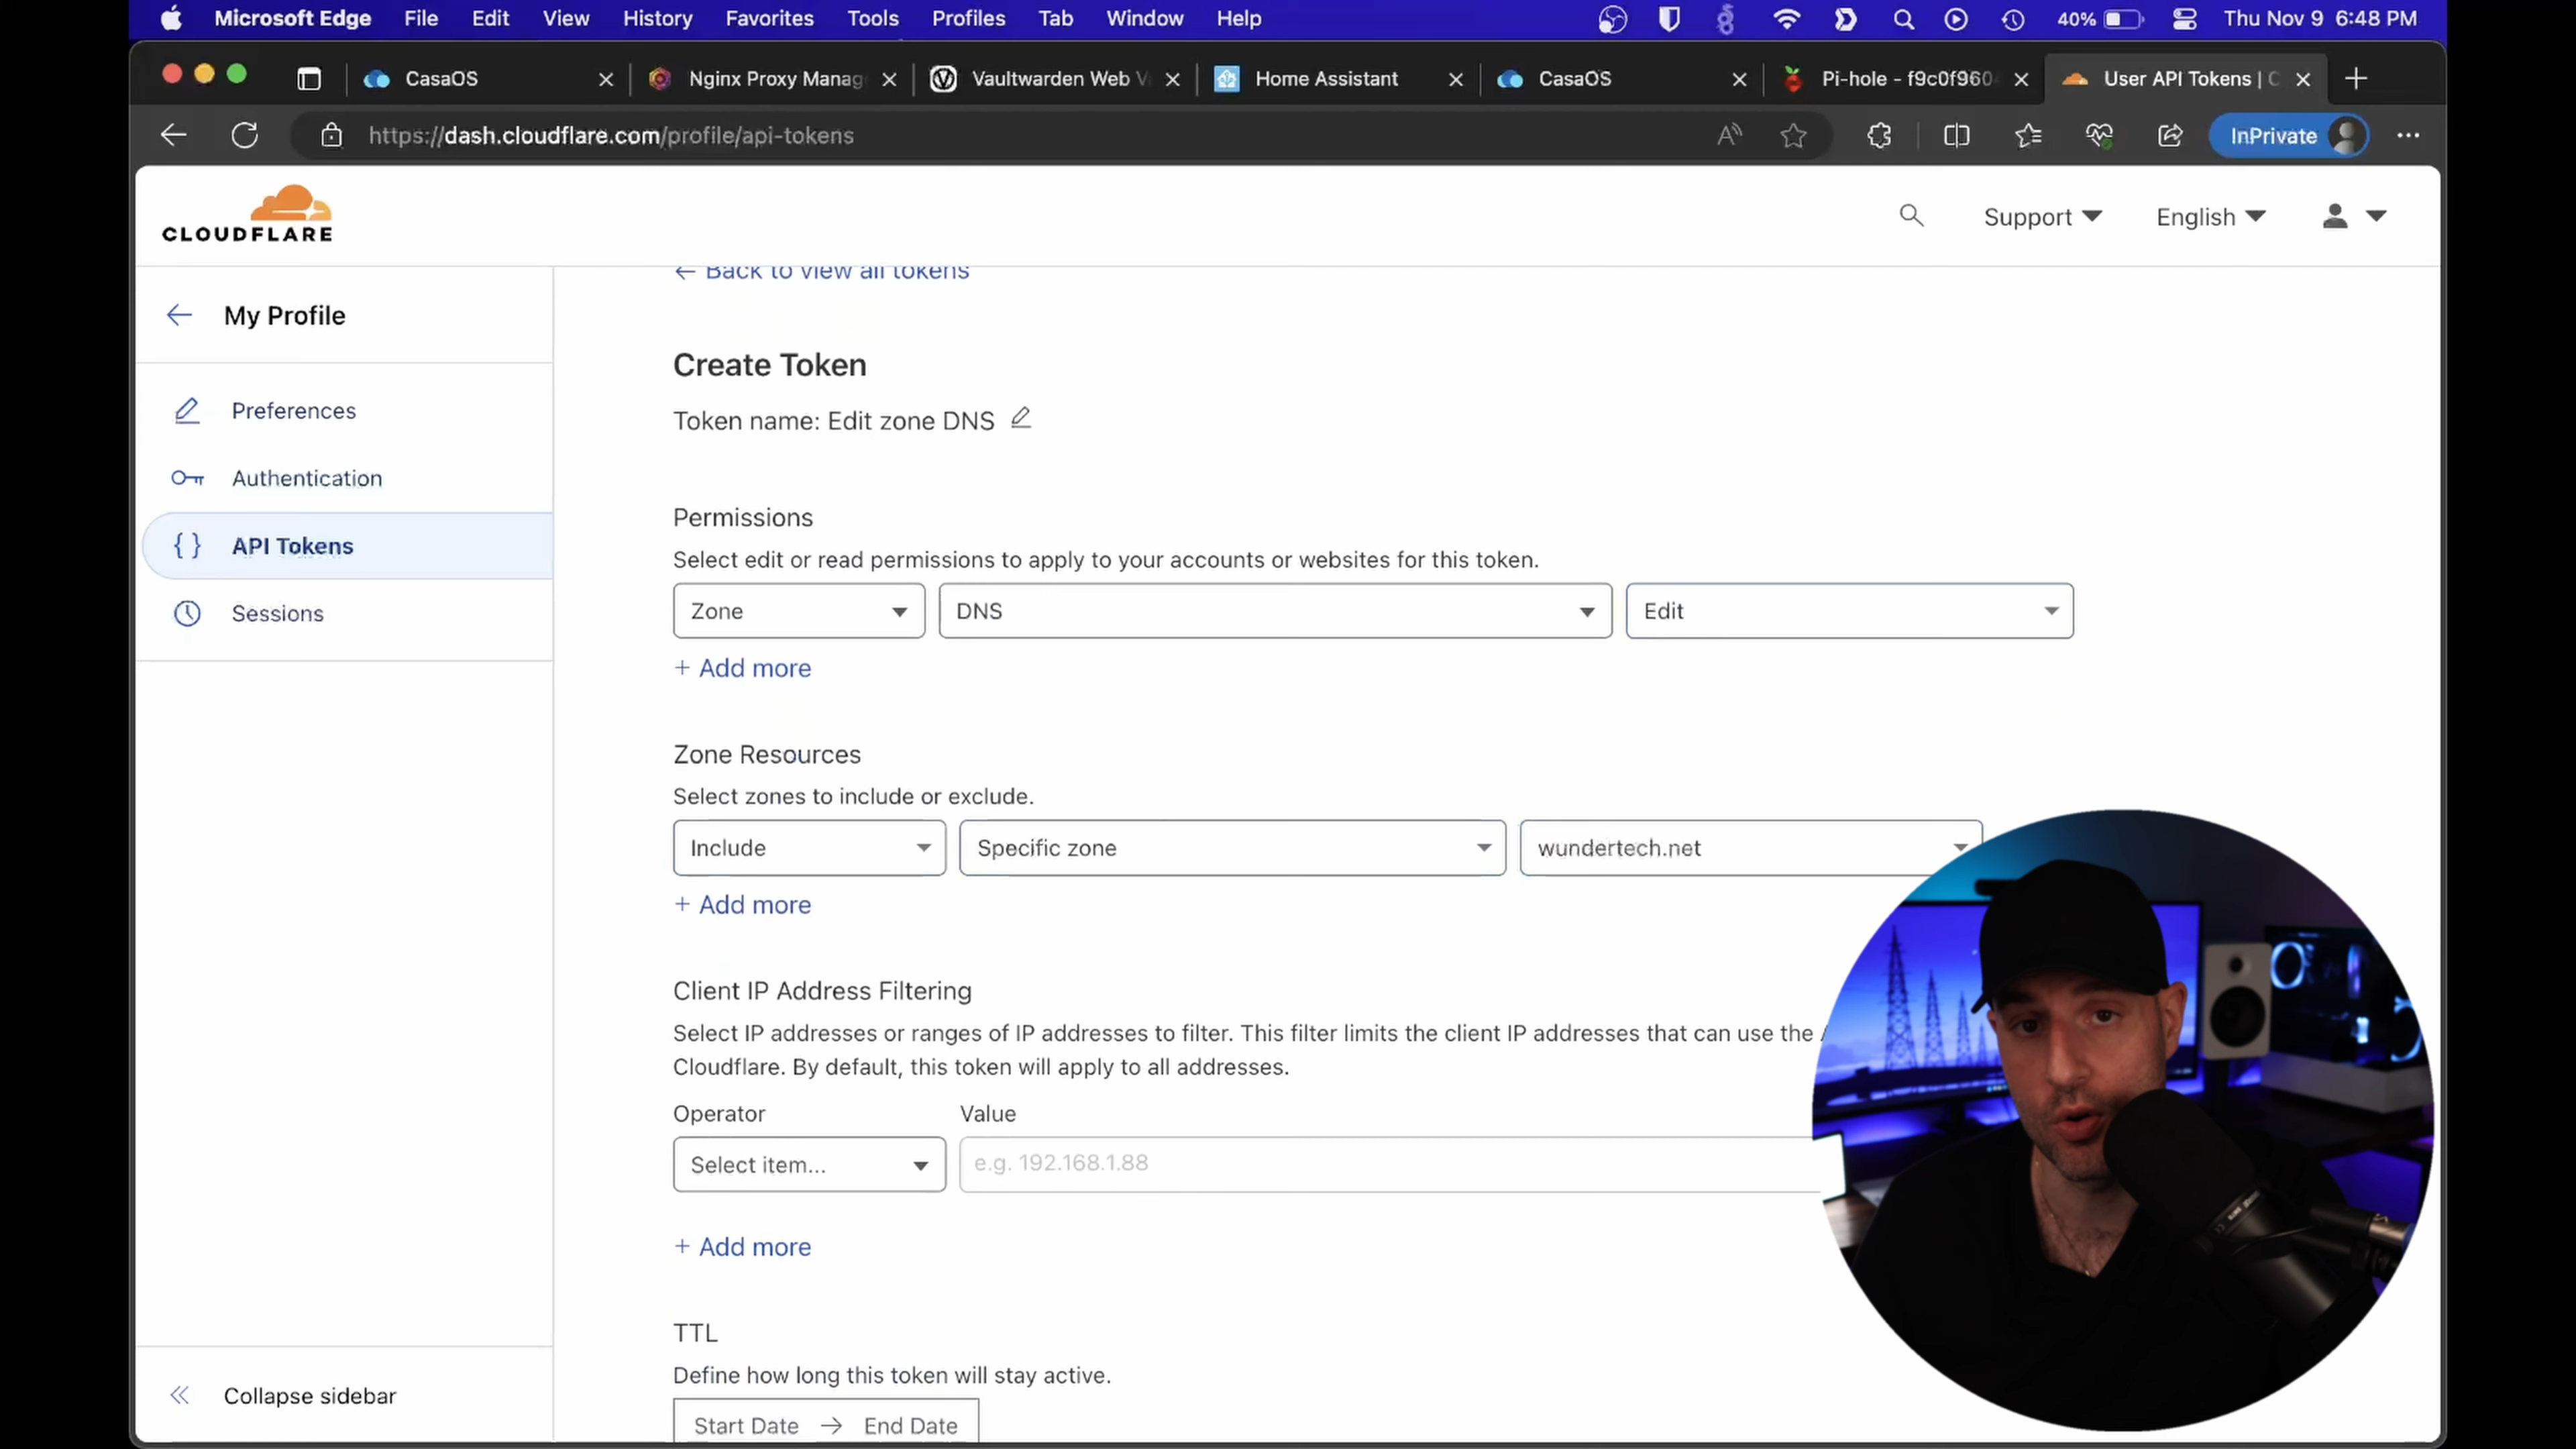 Microsoft Edge File Edit View History Favorites Tools Profiles Tab Window Help 40% Thu Nov 9 6:48 PM
CasaOS Nginx Proxy Manag Vaultwarden Web V Home Assistant CasaOS Pi-hole - f9c0f960 User API Tokens | C
https://dash.cloudflare.com/profile/api-tokens InPrivate
CLOUDFLARE
Support English
Back to view all tokens
My Profile
Preferences
Authentication
API Tokens
Sessions
Collapse sidebar
Create Token
Token name: Edit zone DNS
Permissions
Select edit or read permissions to apply to your accounts or websites for this token.
Zone DNS Edit
+ Add more
Zone Resources
Select zones to include or exclude.
Include Specific zone wundertech.net
+ Add more
Client IP Address Filtering
Select IP addresses or ranges of IP addresses to filter. This filter limits the client IP addresses that can use the
Cloudflare. By default, this token will apply to all addresses.
Operator Value
Select item... e.g. 192.168.1.88
+ Add more
TTL
Define how long this token will stay active.
Start Date → End Date